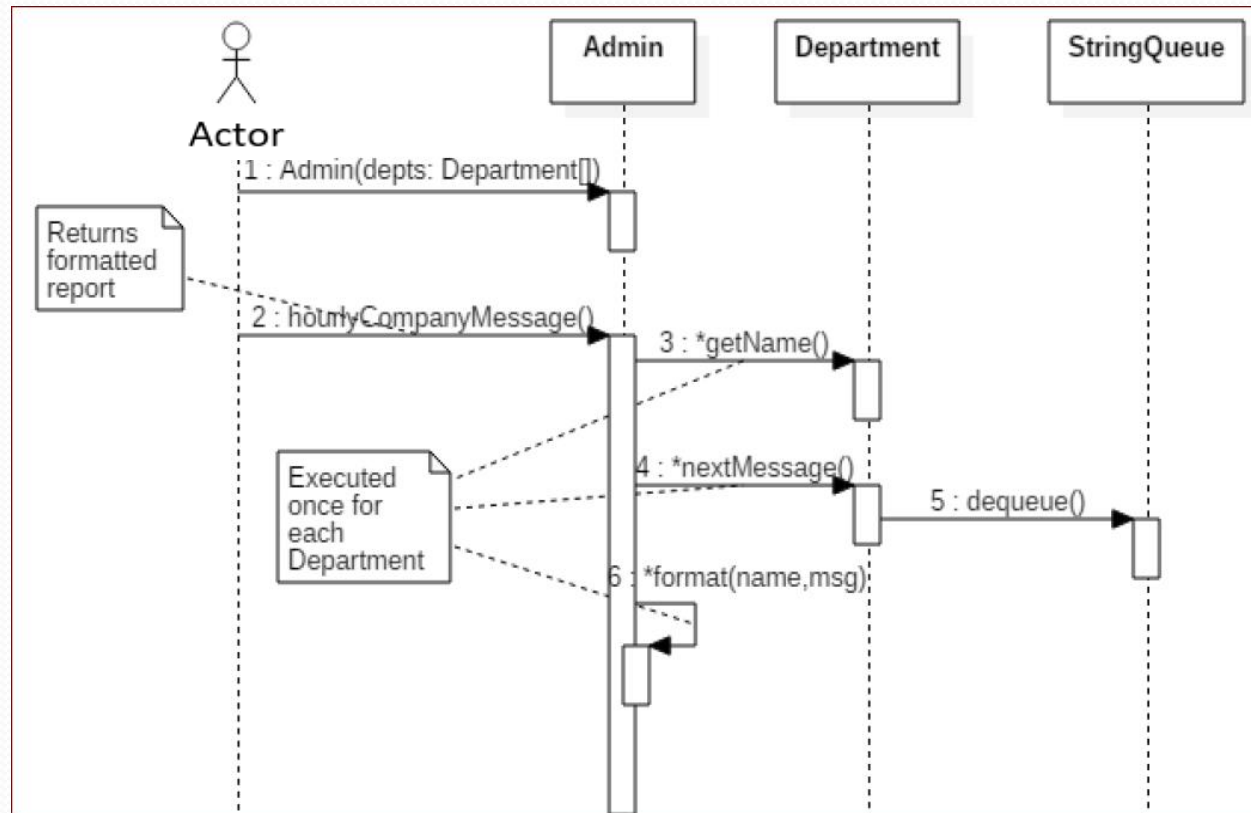 Admin
Department
StringQueue
Actor
1 : Admin(depts: Department[])
Returns
formatted
report
2 : hourlyCompanyMessage()
3 : *getName()
Executed
once for
each
Department
4 : *nextMessage()
5 : dequeue()
6 : *format(name,msg)